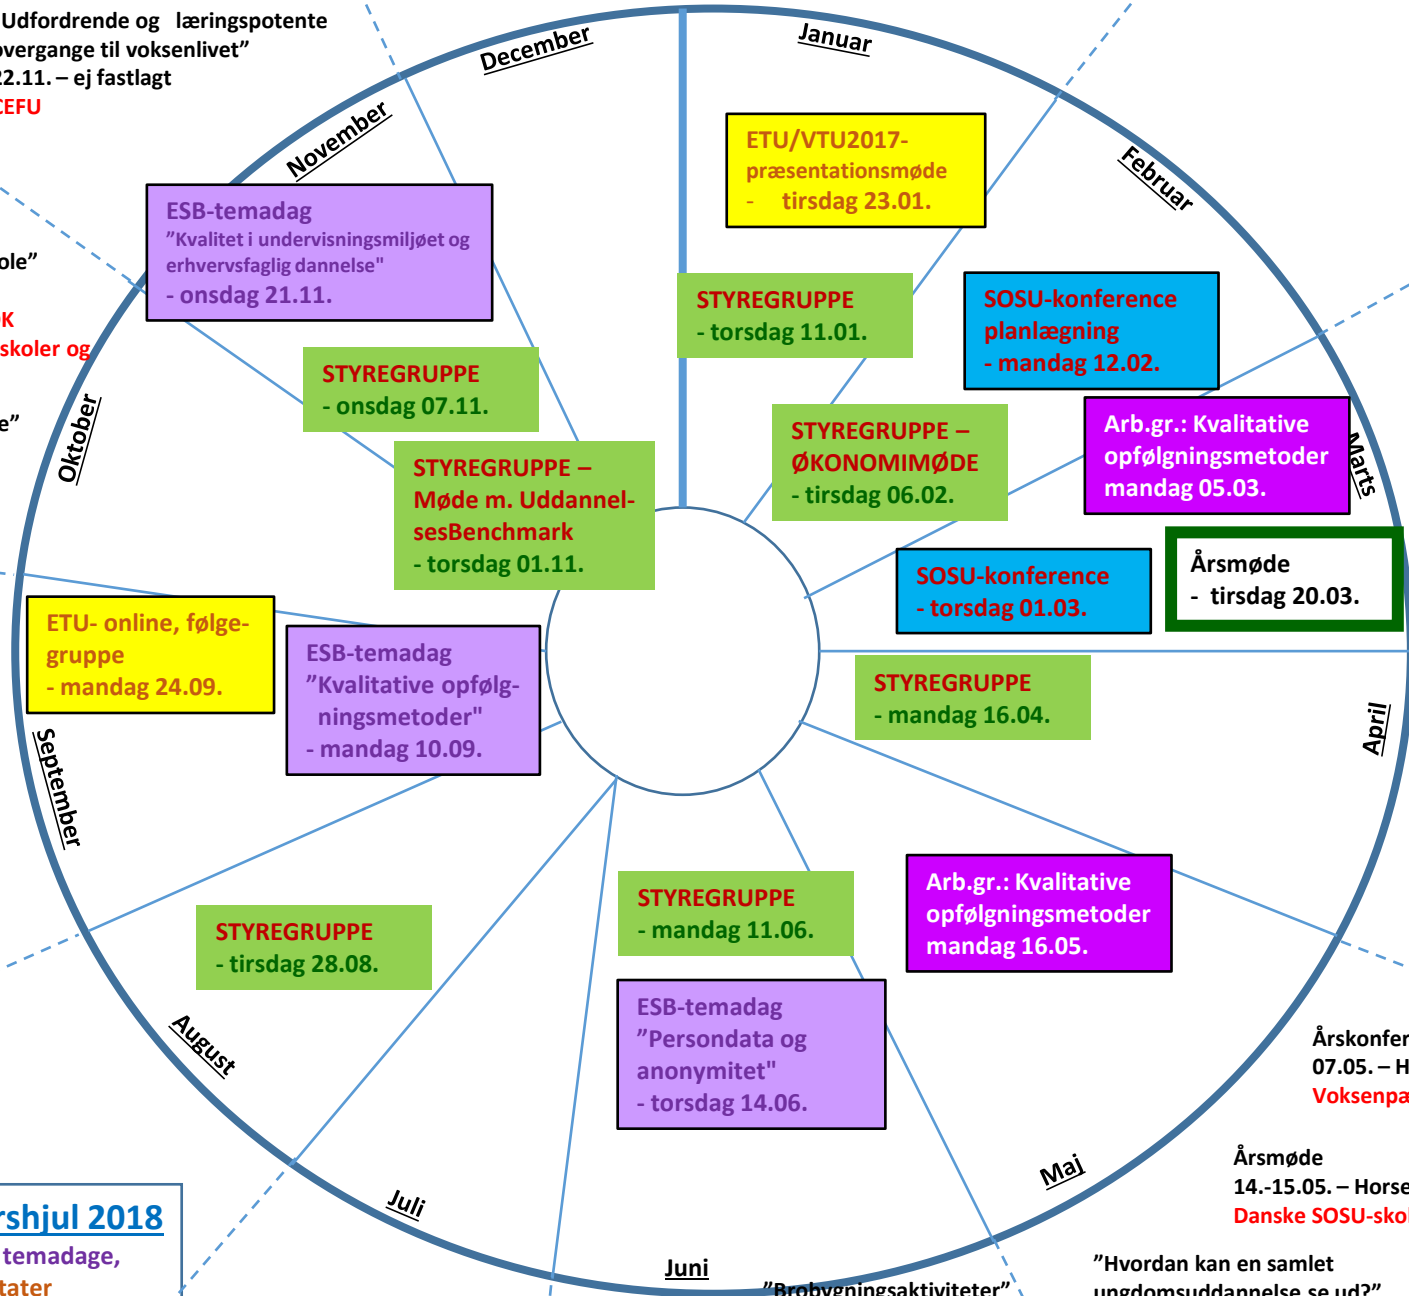 Udfordrende og læringspotente
overgange til voksenlivet”
22.11. – ej fastlagt
CEFU
December
Januar
November
Februar
ETU/VTU2017-
præsentationsmøde
- tirsdag 23.01.
ESB-temadag
”Kvalitet i undervisningsmiljøet og
erhvervsfaglig dannelse"
- onsdag 21.11.
STYREGRUPPE
- torsdag 11.01.
SOSU-konference
planlægning
- mandag 12.02.
skoler og
Oktober
STYREGRUPPE
- onsdag 07.11.
STYREGRUPPE –
Møde m. Uddannel-
sesBenchmark
- torsdag 01.11.
STYREGRUPPE –
ØKONOMIMØDE
- tirsdag 06.02.
Arb.gr.: Kvalitative
opfølgningsmetoder
mandag 05.03.
Marts
SOSU-konference
- torsdag 01.03.
Årsmøde
- tirsdag 20.03.
ETU- online, følge-
gruppe
- mandag 24.09.
ESB-temadag
”Kvalitative opfølg-
ningsmetoder"
- mandag 10.09.
STYREGRUPPE
- mandag 16.04.
April
September
STYREGRUPPE
- tirsdag 28.08.
STYREGRUPPE
- mandag 11.06.
Arb.gr.: Kvalitative
opfølgningsmetoder
mandag 16.05.
ESB-temadag
”Persondata og
anonymitet"
- torsdag 14.06.
August
Årskonfer
07.05. – H
Voksenpæ
Maj
Årsmøde
14.-15.05. – Horse
Danske SOSU-skol
Juli
rshjul 2018
temadage,
tater
Juni
”Brobygningsaktiviteter”
”Hvordan kan en samlet
ungdomsuddannelse se ud?”